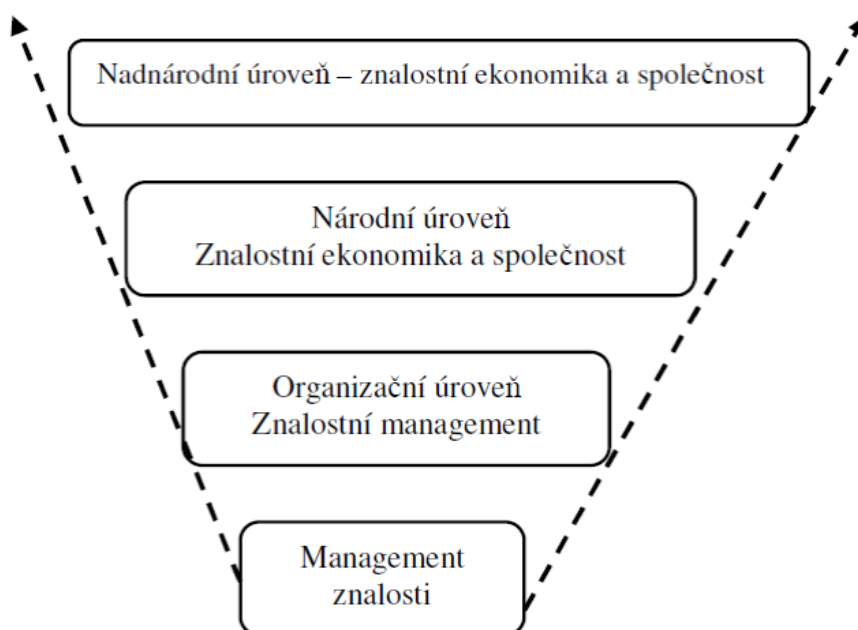 Nadnárodní úroveň – znalostní ekonomika a společnost
Národní úroveň
Znalostní ekonomika a společnost
Organizační úroveň
Znalostní management
Management
znalosti